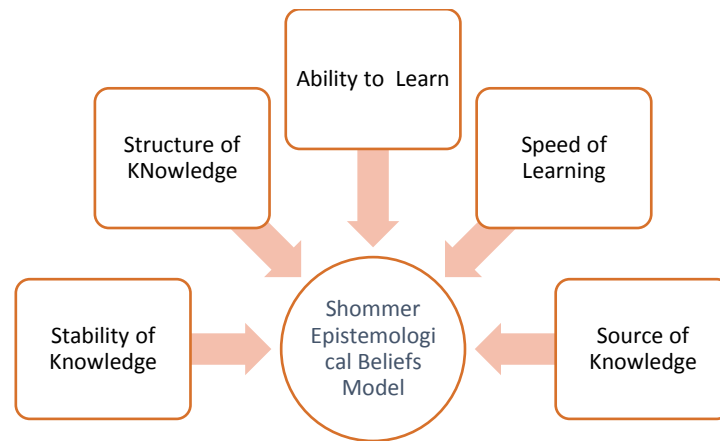 Ability to Learn
Structure of
KNowledge
Speed of
Learning
Stability of
Knowledge
Shommer
Epistemologi
cal Beliefs
Model
Source of
Knowledge